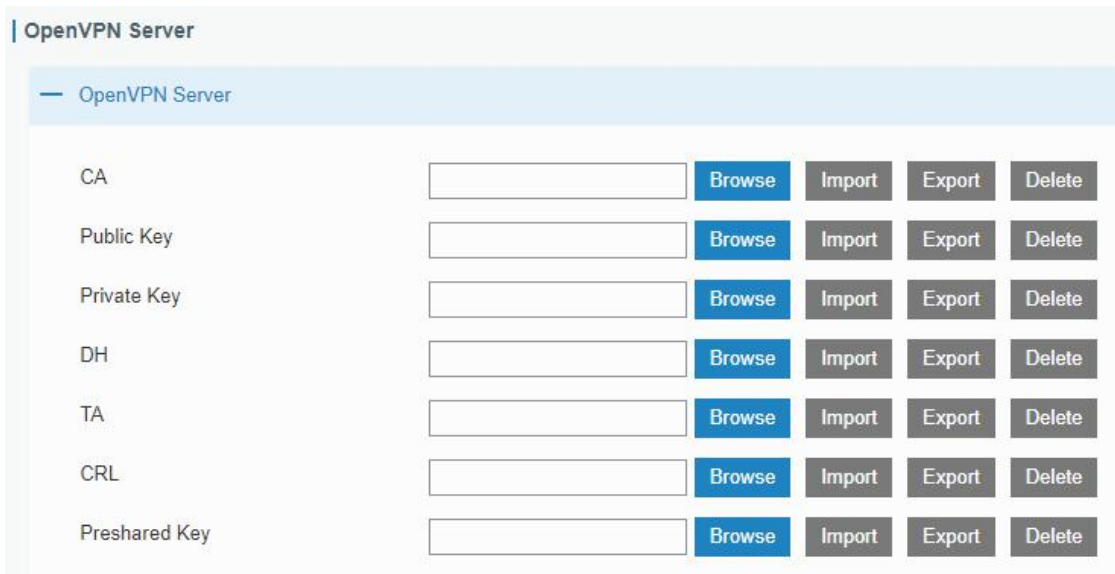 OpenVPN Server
OpenVPN Server
CA Browse Import Export Delete
Public Key Browse Import Export Delete
Private Key Browse Import Export Delete
DH Browse Import Export Delete
TA Browse Import Export Delete
CRL Browse Import Export Delete
Preshared Key Browse Import Export Delete